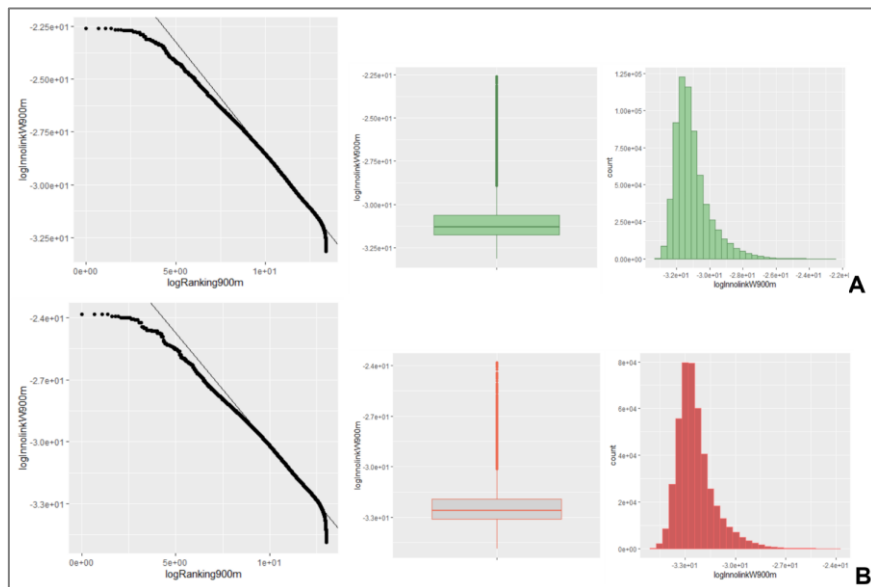 -2.25e+01
-2.50e+01
-2.75e+01
-3.00e+01
-3.25e+01
logInnolinkW900m
0e+00 5e+00 1e+01
logRanking900m
-2.25e+01
-2.50e+01
-2.75e+01
-3.00e+01
-3.25e+01
logInnolinkW900m
1.25e+05
1.00e+05
7.50e+04
5.00e+04
2.50e+04
0.00e+00
count
-3.2e+01 -3.0e+01 -2.8e+01 -2.6e+01 -2.4e+01
logInnolinkW900m
A
-2.4e+01
-2.7e+01
-3.0e+01
-3.3e+01
logInnolinkW900m
0e+00 5e+00 1e+01
logRanking900m
-2.4e+01
-2.7e+01
-3.0e+01
-3.3e+01
logInnolinkW900m
8e+04
6e+04
4e+04
2e+04
0e+00
count
-3.3e+01 -3.0e+01 -2.7e+01 -2.4e+01
logInnolinkW900m
B